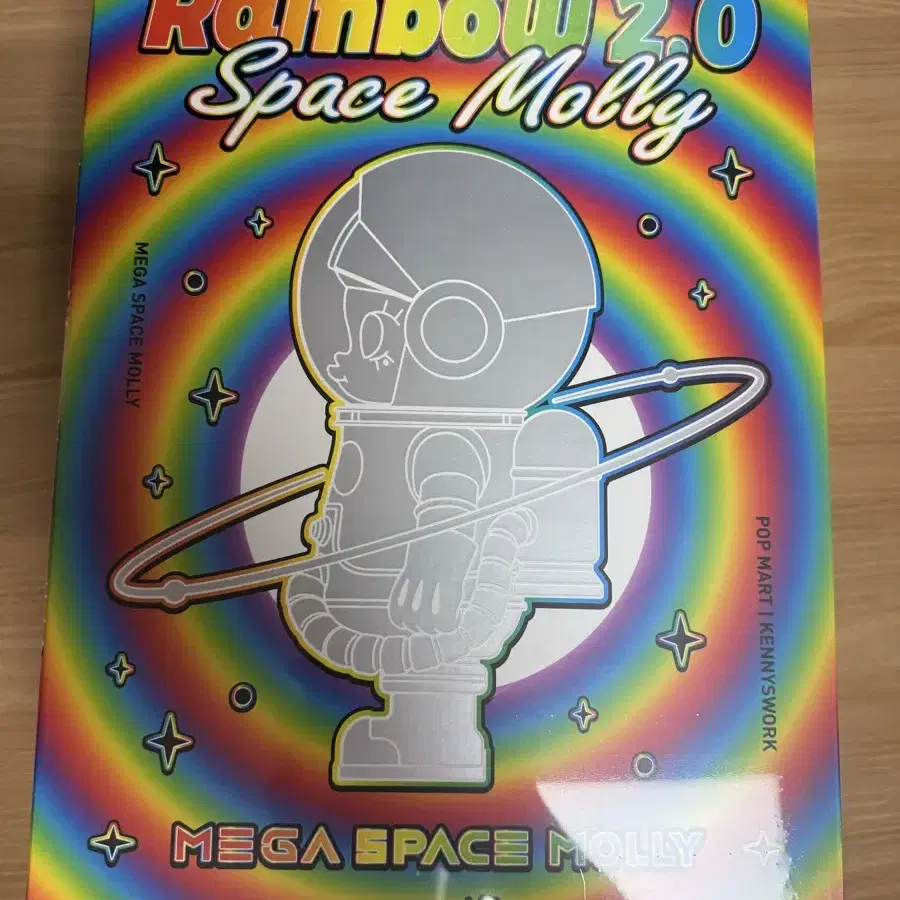 Rainbow 2.0
Space Molly
MEGA SPACE MOLLY
POP MART | KENNYSWORK
MEGA SPACE MOLLY